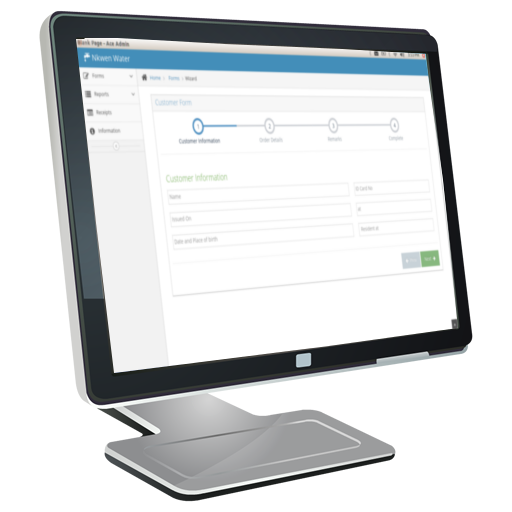 Blank Page - Ace Admin
Nkwen Water
Forms
Home Forms Wizard
Reports
Receipts
Information
Customer Form
1 2 3 4
Customer Information Order Details Remarks Complete
Customer Information
Name ID Card No
Issued On at
Date and Place of Birth Resident at
Next